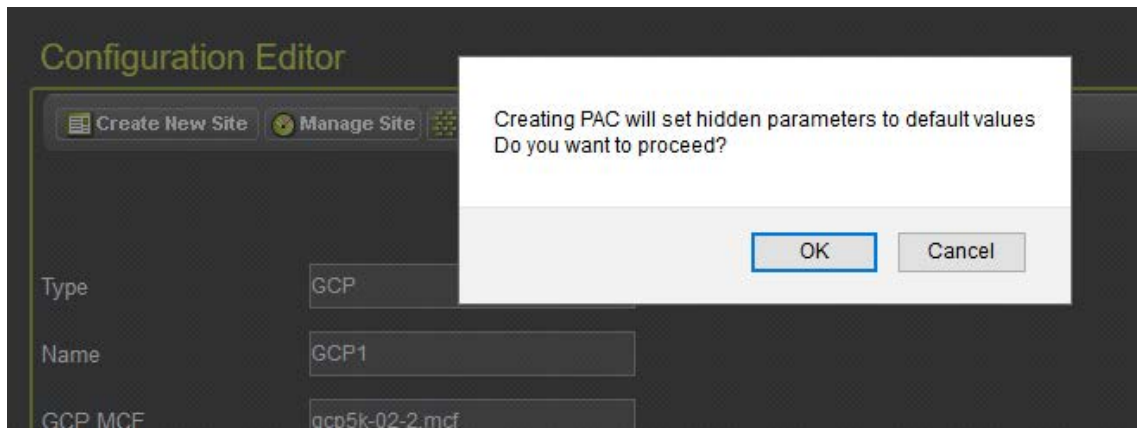 Configuration Editor
Create New Site Manage Site
Creating PAC will set hidden parameters to default values
Do you want to proceed?
OK Cancel
Type GCP
Name GCP1
GCP MCF gcp5k-02-2.mcf